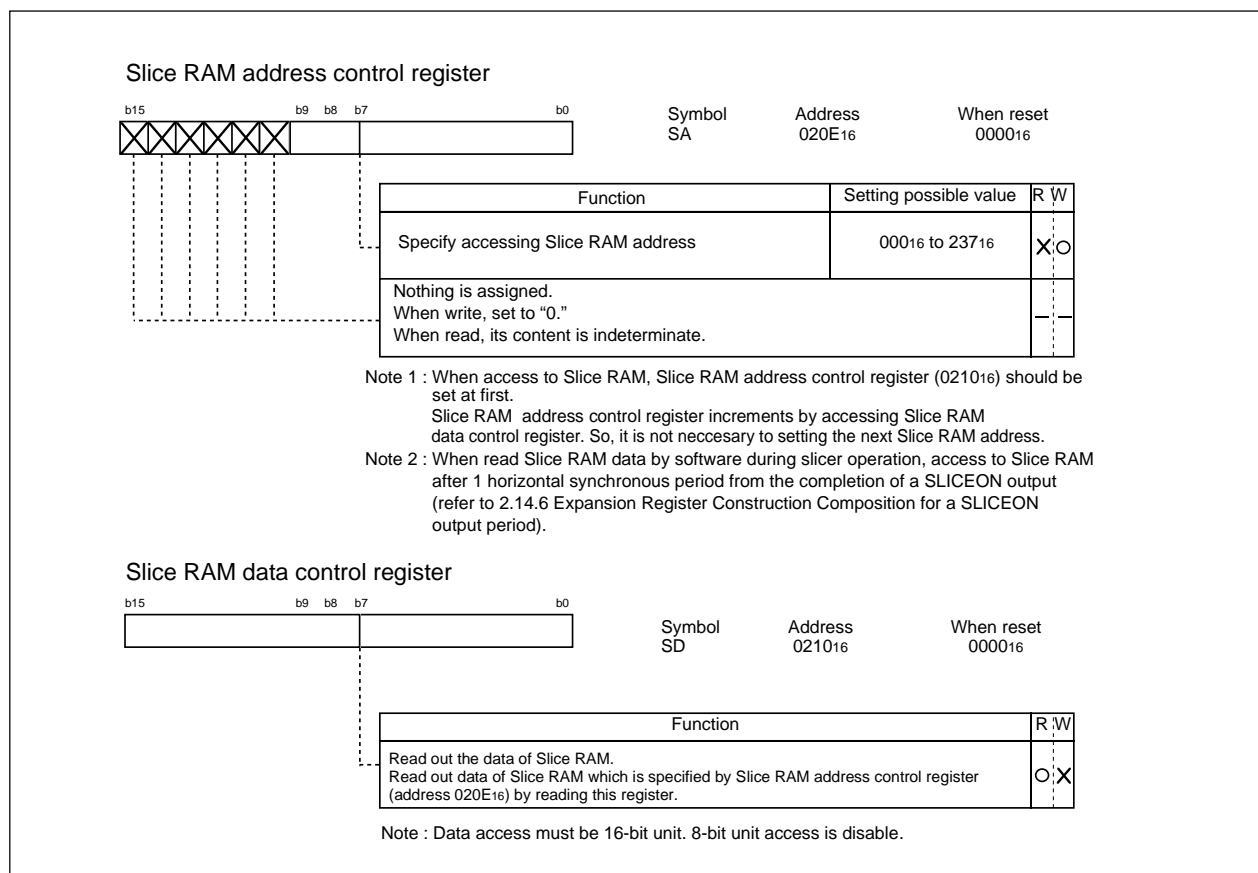 Slice RAM address control register
b15 b9 b8 b7 b0
Symbol Address When reset
SA 020E16 000016
Function Setting possible value R W
Specify accessing Slice RAM address 00016 to 23716 X O
Nothing is assigned.
When write, set to “0.”
When read, its content is indeterminate.
– –
Note 1 : When access to Slice RAM, Slice RAM address control register (021016) should be
set at first.
Slice RAM address control register increments by accessing Slice RAM
data control register. So, it is not neccesary to setting the next Slice RAM address.
Note 2 : When read Slice RAM data by software during slicer operation, access to Slice RAM
after 1 horizontal synchronous period from the completion of a SLICEON output
(refer to 2.14.6 Expansion Register Construction Composition for a SLICEON
output period).
Slice RAM data control register
b15 b9 b8 b7 b0
Symbol Address When reset
SD 021016 000016
Function R W
Read out the data of Slice RAM.
Read out data of Slice RAM which is specified by Slice RAM address control register
(address 020E16) by reading this register.
O X
Note : Data access must be 16-bit unit. 8-bit unit access is disable.